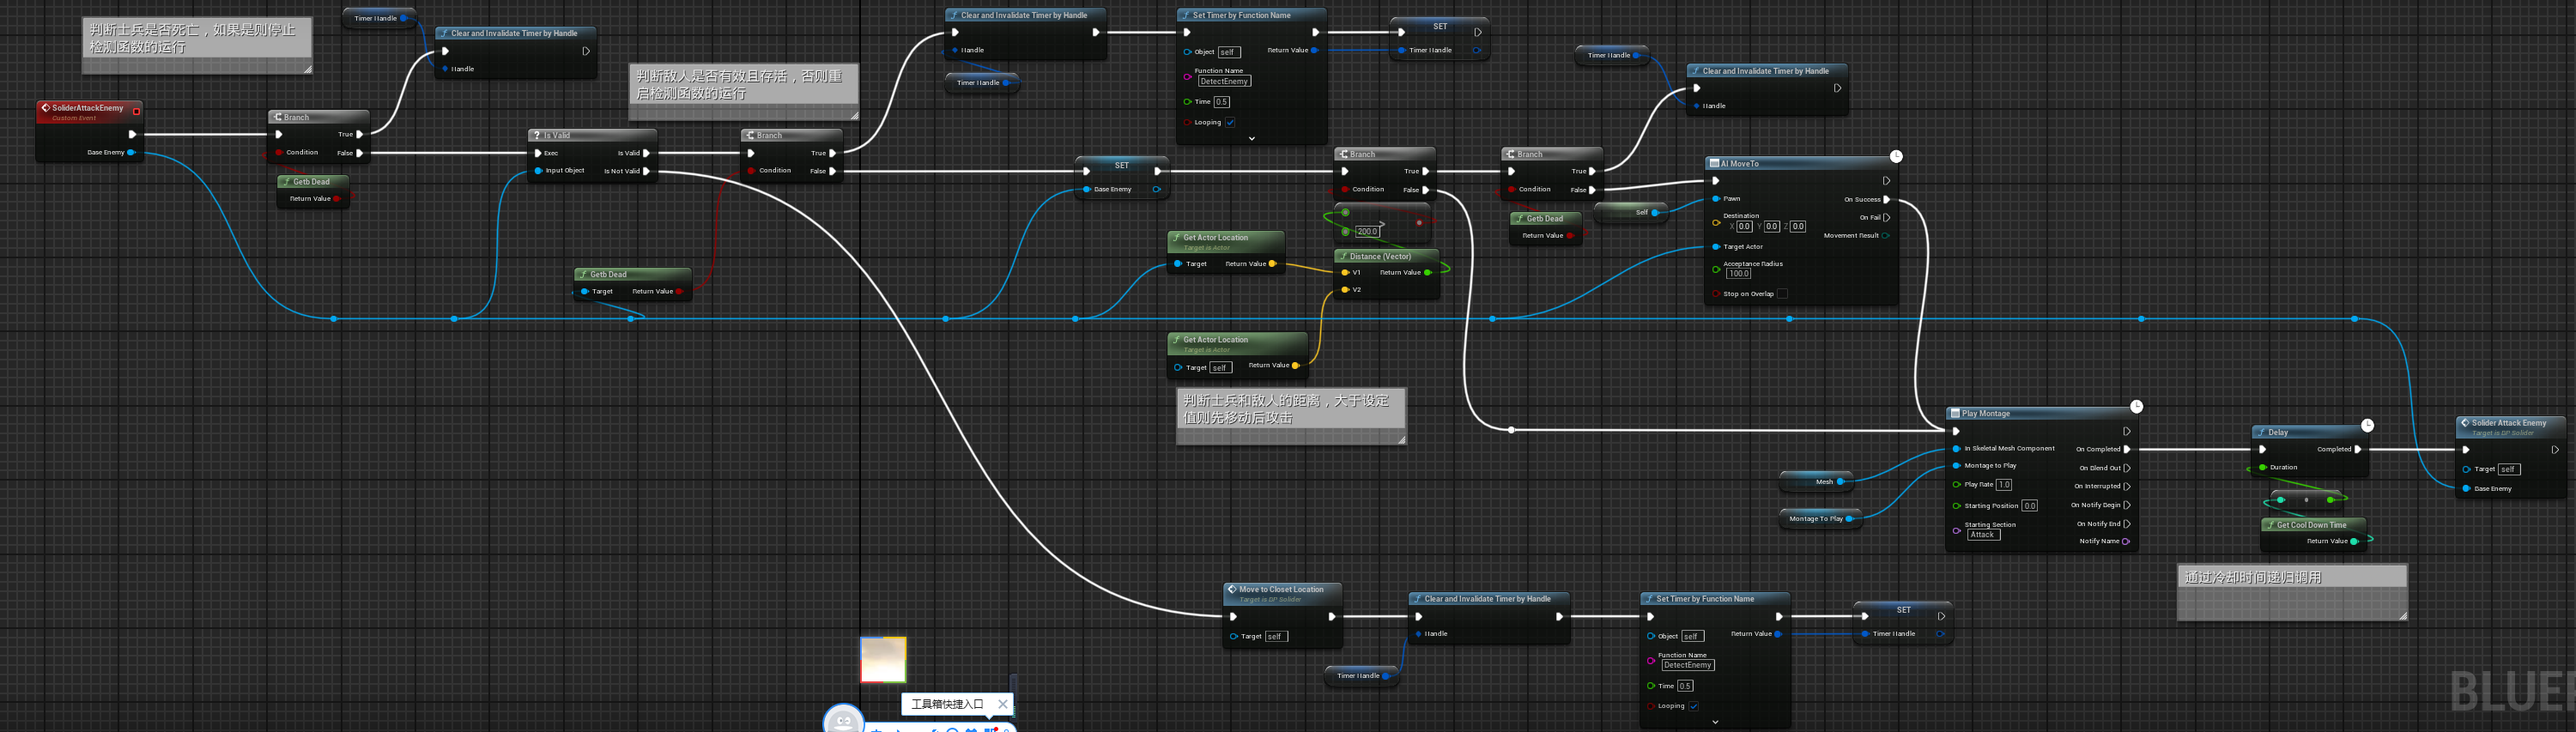 判断士兵是否死亡，如果是则停止
检测函数的运行
Timer Handle
Clear and Invalidate Timer by Handle
Handle
SoliderAttackEnemy
Custom Event
Base Enemy
Branch
True
Condition
False
Getb Dead
Return Value
判断敌人是否有效且存活，否则重
启检测函数的运行
Is Valid
Exec
Is Valid
Input Object
Is Not Valid
Branch
True
Condition
False
Getb Dead
Target
Return Value
Clear and Invalidate Timer by Handle
Handle
Timer Handle
Set Timer by Function Name
Object
self
Return Value
Function Name
DetectEnemy
Time
0.5
Looping
SET
Timer Handle
SET
Base Enemy
Branch
True
Condition
False
200.0
Get Actor Location
Target is Actor
Target
Return Value
Distance (Vector)
V1
Return Value
V2
Get Actor Location
Target is Actor
Target
self
Return Value
判断士兵和敌人的距离，大于设定
值则先移动后攻击
Branch
True
Condition
False
Getb Dead
Return Value
Timer Handle
Clear and Invalidate Timer by Handle
Handle
Self
AI MoveTo
Pawn
On Success
Destination
X
0.0
Y
0.0
Z
0.0
On Fail
Movement Result
Target Actor
Acceptance Radius
100.0
Stop on Overlap
Mesh
Montage To Play
Play Montage
In Skeletal Mesh Component
On Completed
Montage to Play
On Blend Out
Play Rate
1.0
On Interrupted
Starting Position
0.0
On Notify Begin
Starting Section
Attack
On Notify End
Notify Name
Delay
Completed
Duration
Get Cool Down Time
Return Value
Solider Attack Enemy
Target is BP Solider
Target
self
Base Enemy
通过冷却时间递归调用
Move to Closet Location
Target is BP Solider
Target
self
Clear and Invalidate Timer by Handle
Handle
Timer Handle
Set Timer by Function Name
Object
self
Return Value
Function Name
DetectEnemy
Time
0.5
Looping
SET
Timer Handle
工具箱快捷入口